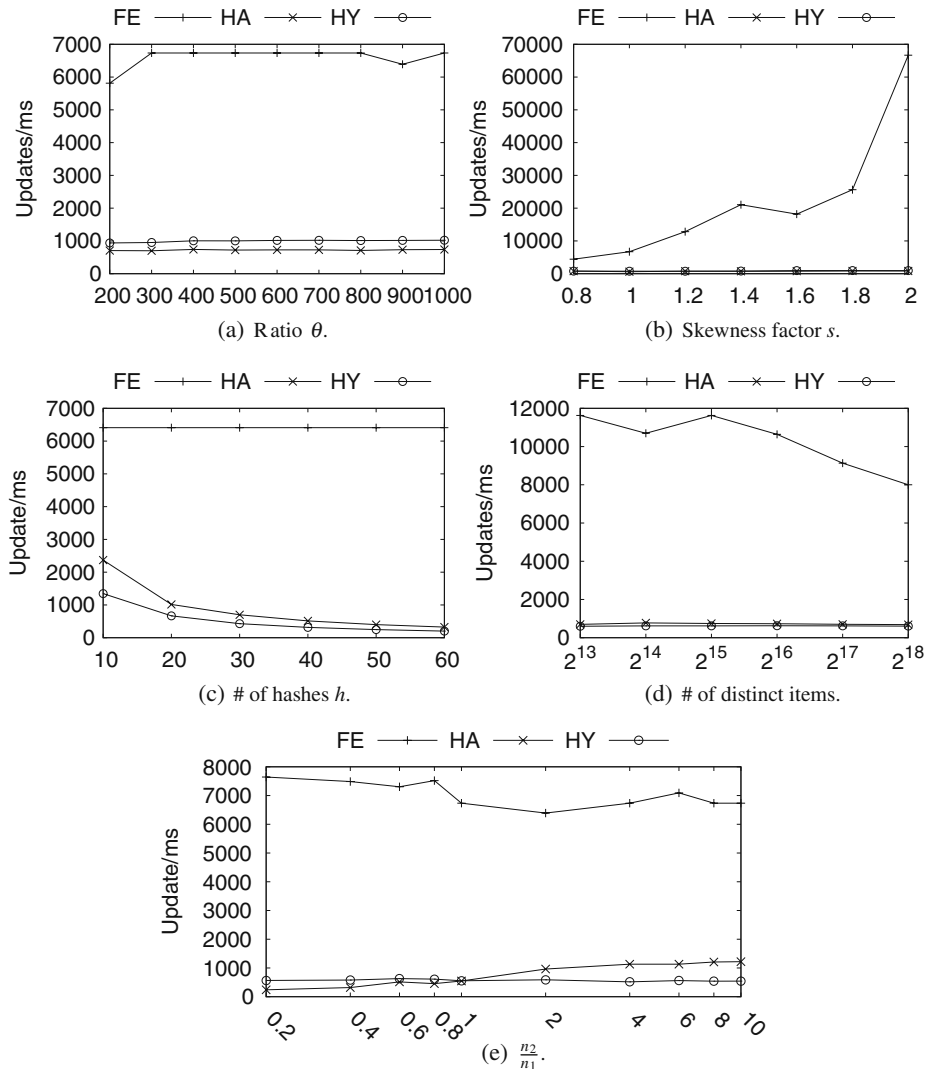 FE HA HY
7000
6000
5000
4000
3000
2000
1000
0
Updates/ms
200 300 400 500 600 700 800 900 1000
(a) Ratio θ.
FE HA HY
70000
60000
50000
40000
30000
20000
10000
0
Updates/ms
0.8 1 1.2 1.4 1.6 1.8 2
(b) Skewness factor s.
FE HA HY
7000
6000
5000
4000
3000
2000
1000
0
Update/ms
10 20 30 40 50 60
(c) # of hashes h.
FE HA HY
12000
10000
8000
6000
4000
2000
0
Updates/ms
2^13 2^14 2^15 2^16 2^17 2^18
(d) # of distinct items.
FE HA HY
8000
7000
6000
5000
4000
3000
2000
1000
0
Update/ms
0.2 0.4 0.6 0.8 1 2 4 6 8 10
(e) n2/n1.